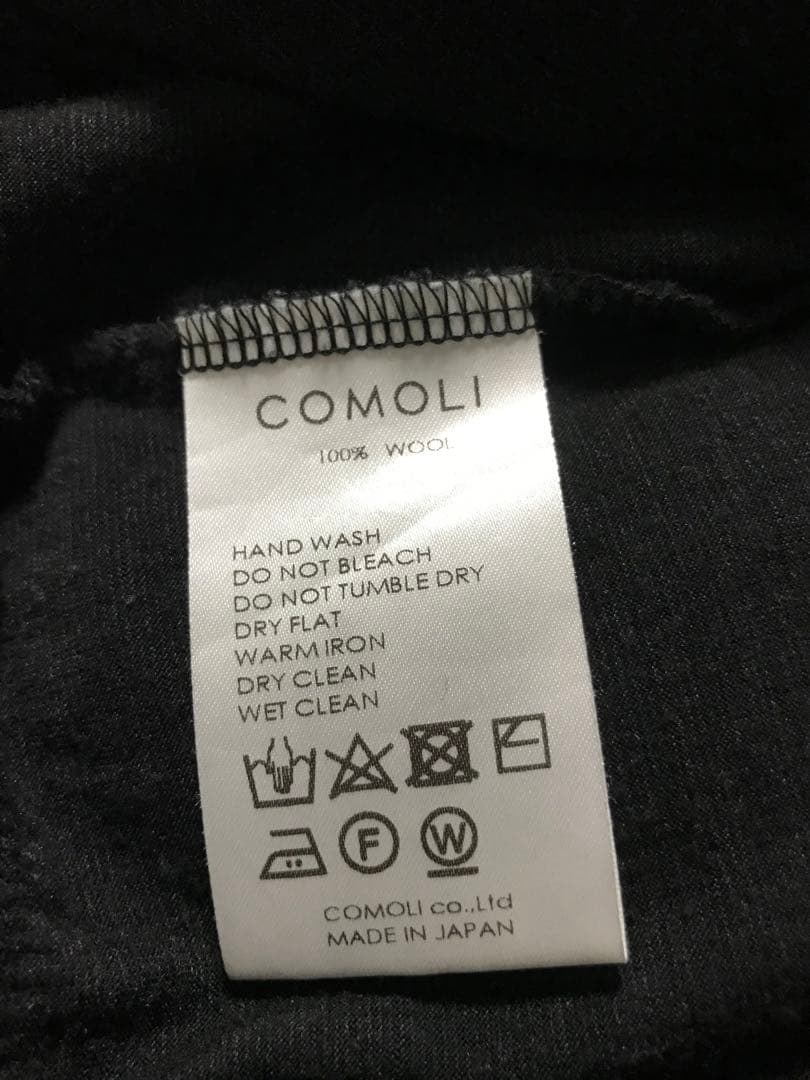 COMOLI
100% WOOL
HAND WASH
DO NOT BLEACH
DO NOT TUMBLE DRY
DRY FLAT
WARM IRON
DRY CLEAN
WET CLEAN
F W
COMOLI co.,Ltd
MADE IN JAPAN